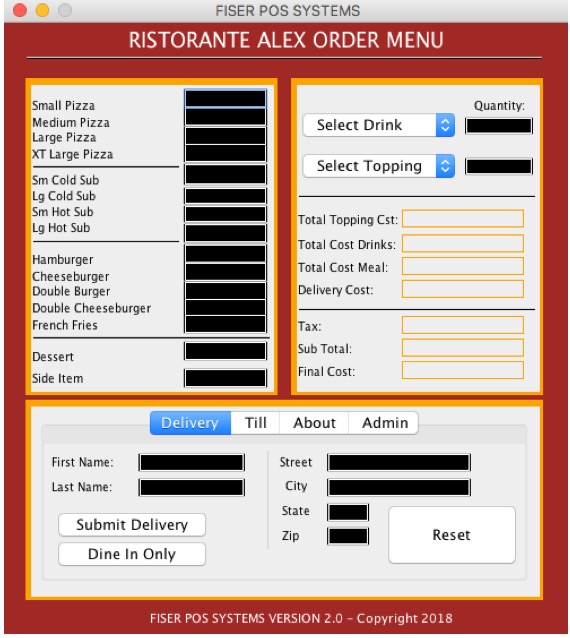 FISER POS SYSTEMS
RISTORANTE ALEX ORDER MENU
Small Pizza
Medium Pizza
Large Pizza
XT Large Pizza
Sm Cold Sub
Lg Cold Sub
Sm Hot Sub
Lg Hot Sub
Hamburger
Cheeseburger
Double Burger
Double Cheeseburger
French Fries
Dessert
Side Item
Quantity:
Select Drink
Select Topping
Total Topping Cst:
Total Cost Drinks:
Total Cost Meal:
Delivery Cost:
Tax:
Sub Total:
Final Cost:
Delivery Till About Admin
First Name:
Last Name:
Submit Delivery
Dine In Only
Street
City
State
Zip
Reset
FISER POS SYSTEMS VERSION 2.0 - Copyright 2018